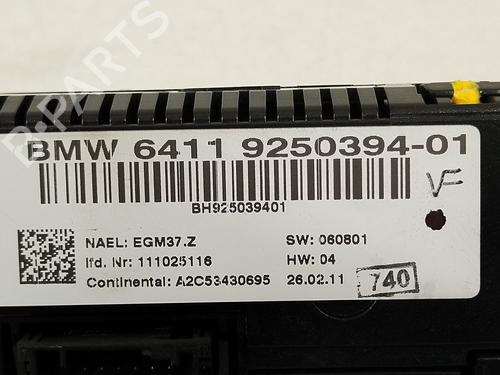 B-PARTS
BMW 6411 9250394-01
BH925039401
VF
NAEL: EGM37.Z SW: 060801
lfd. Nr: 111025116 HW: 04
Continental: A2C53430695 26.02.11 740